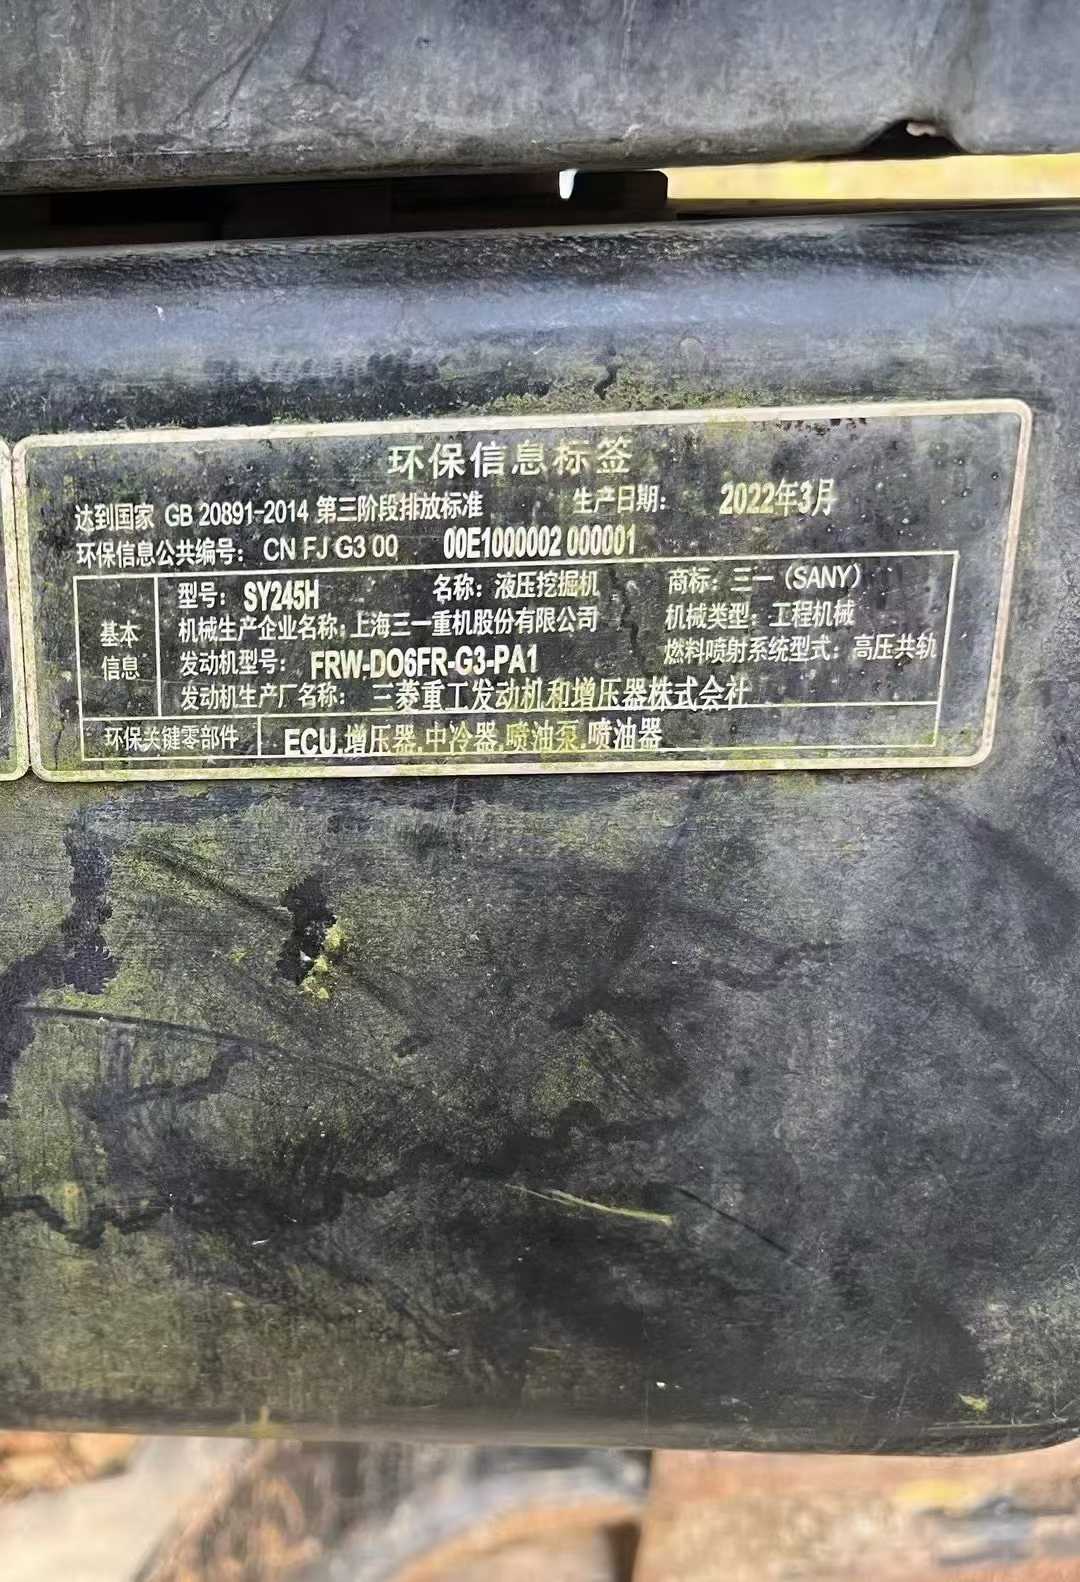 环保信息标签
达到国家 GB 20891-2014 第三阶段排放标准 生产日期： 2022年3月
环保信息公共编号： CN FJ G3 00 00E1000002 000001
基本信息
型号： SY245H 名称：液压挖掘机 商标：三一（SANY）
机械生产企业名称：上海三一重机股份有限公司 机械类型：工程机械
发动机型号： FRW-DO6FR-G3-PA1 燃料喷射系统型式：高压共轨
发动机生产厂名称： 三菱重工发动机和增压器株式会社
环保关键零部件 ECU.增压器.中冷器.喷油泵.喷油器